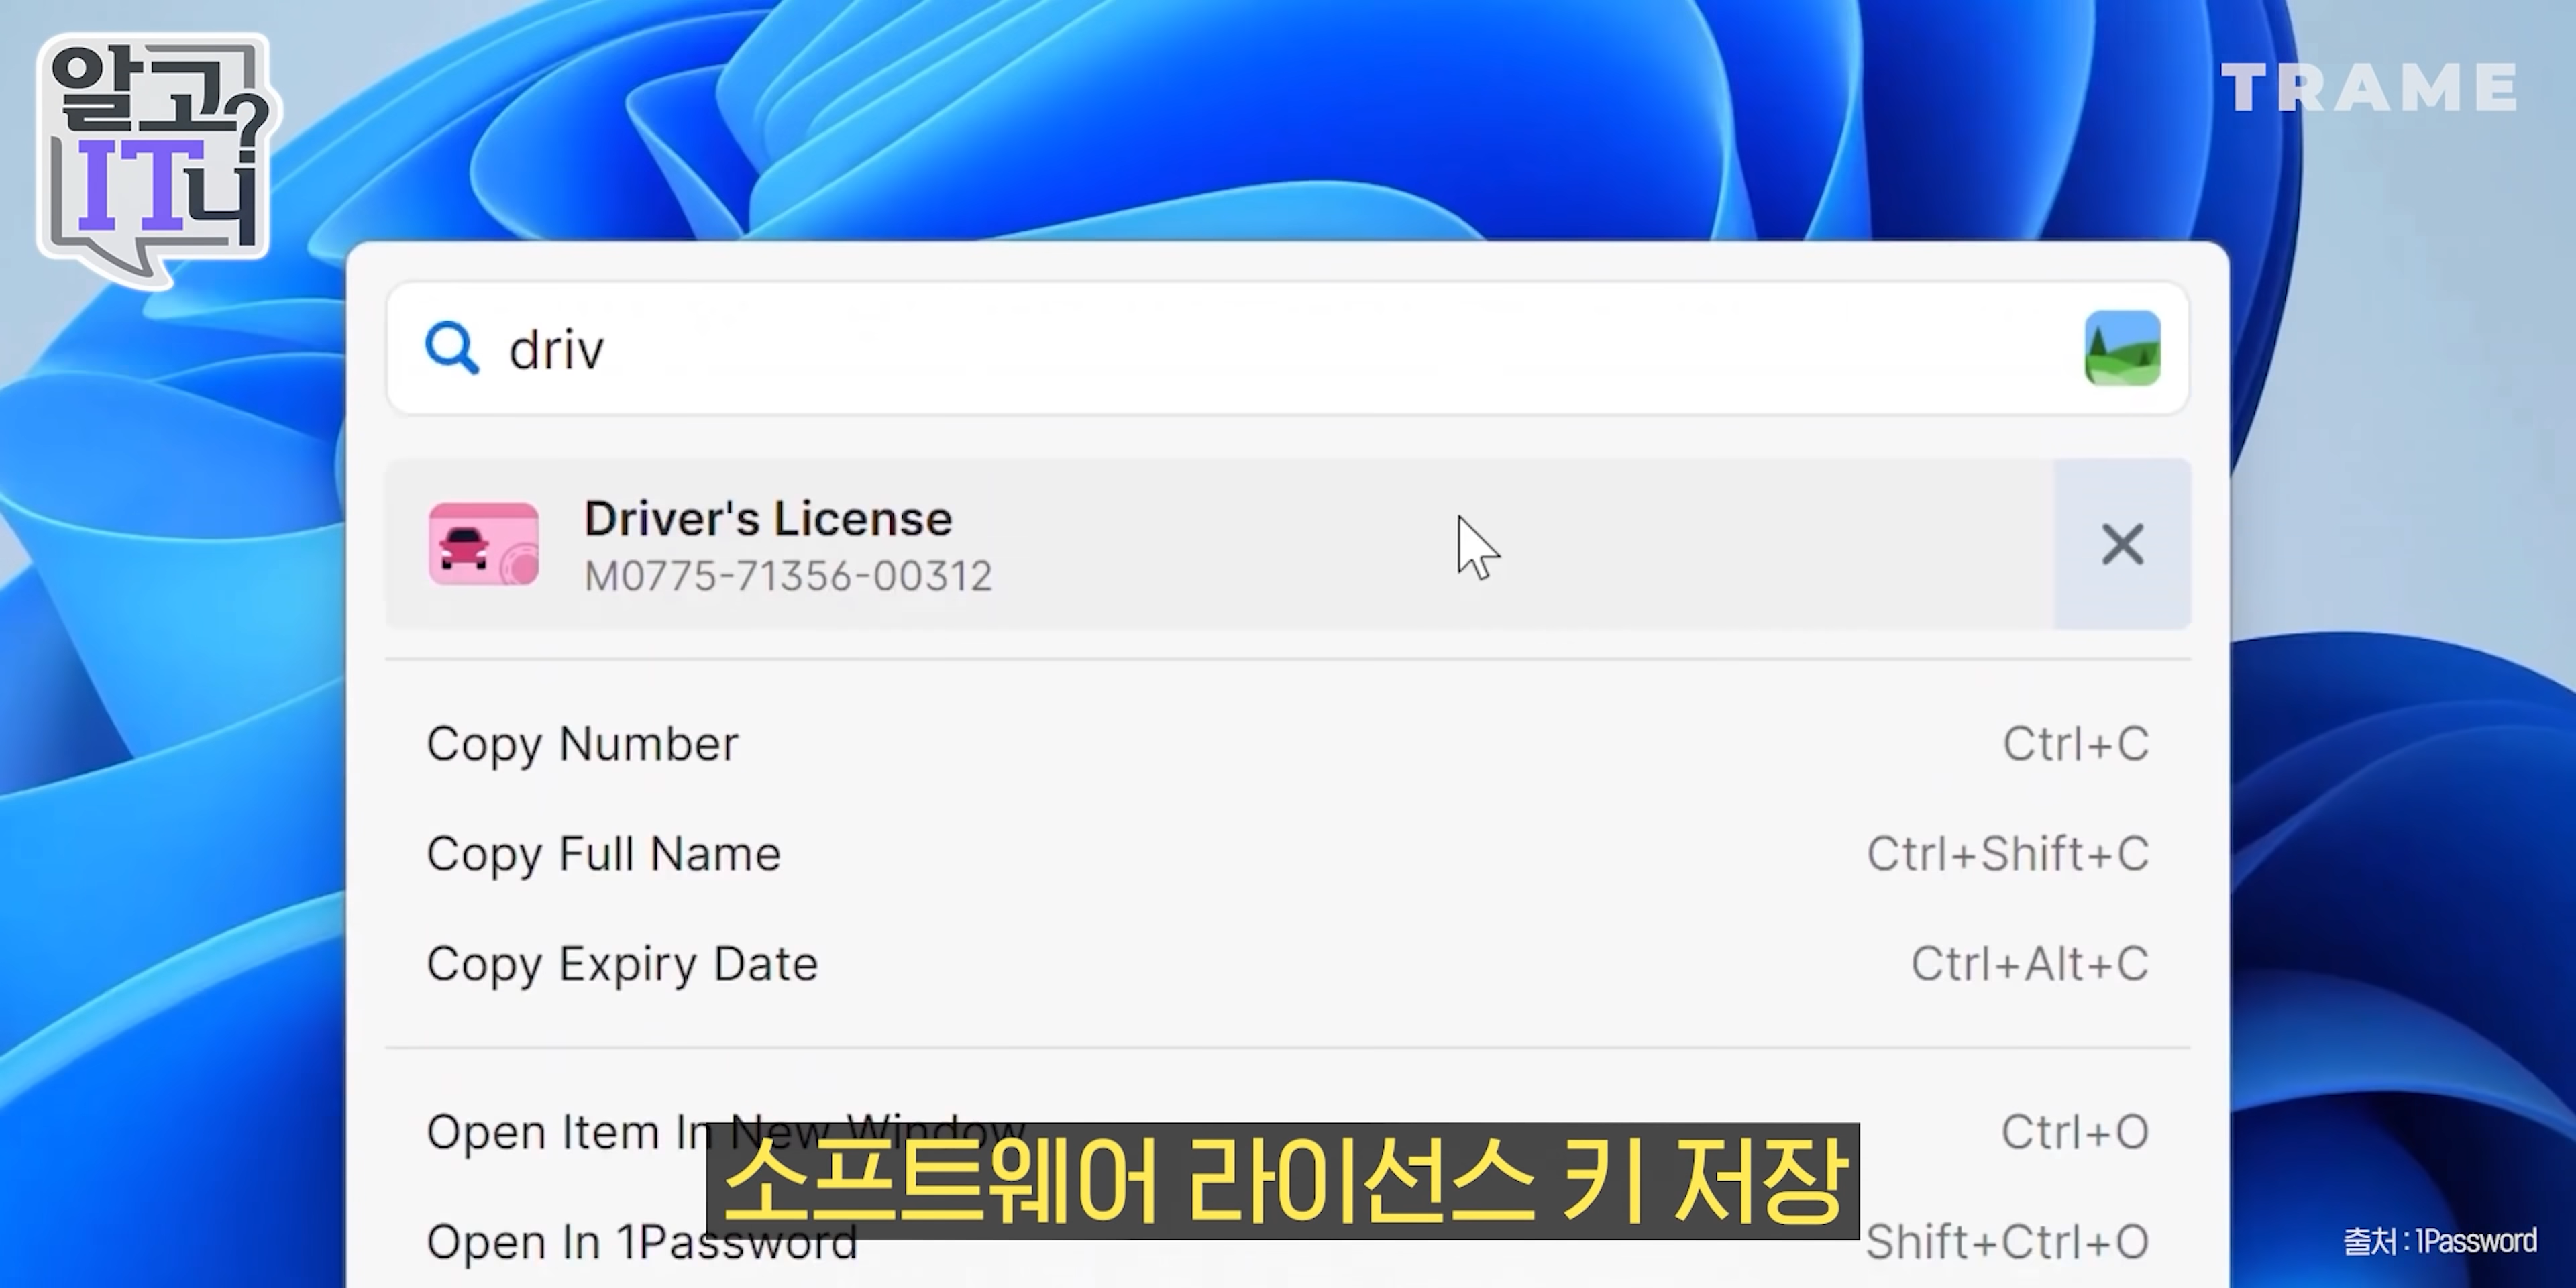 알고?
IT니
TRAME
driv
Driver's License
M0775-71356-00312
Copy Number Ctrl+C
Copy Full Name Ctrl+Shift+C
Copy Expiry Date Ctrl+Alt+C
Open Item In New Window Ctrl+O
소프트웨어 라이선스 키 저장
Open In 1Password Shift+Ctrl+O
출처 : 1Password